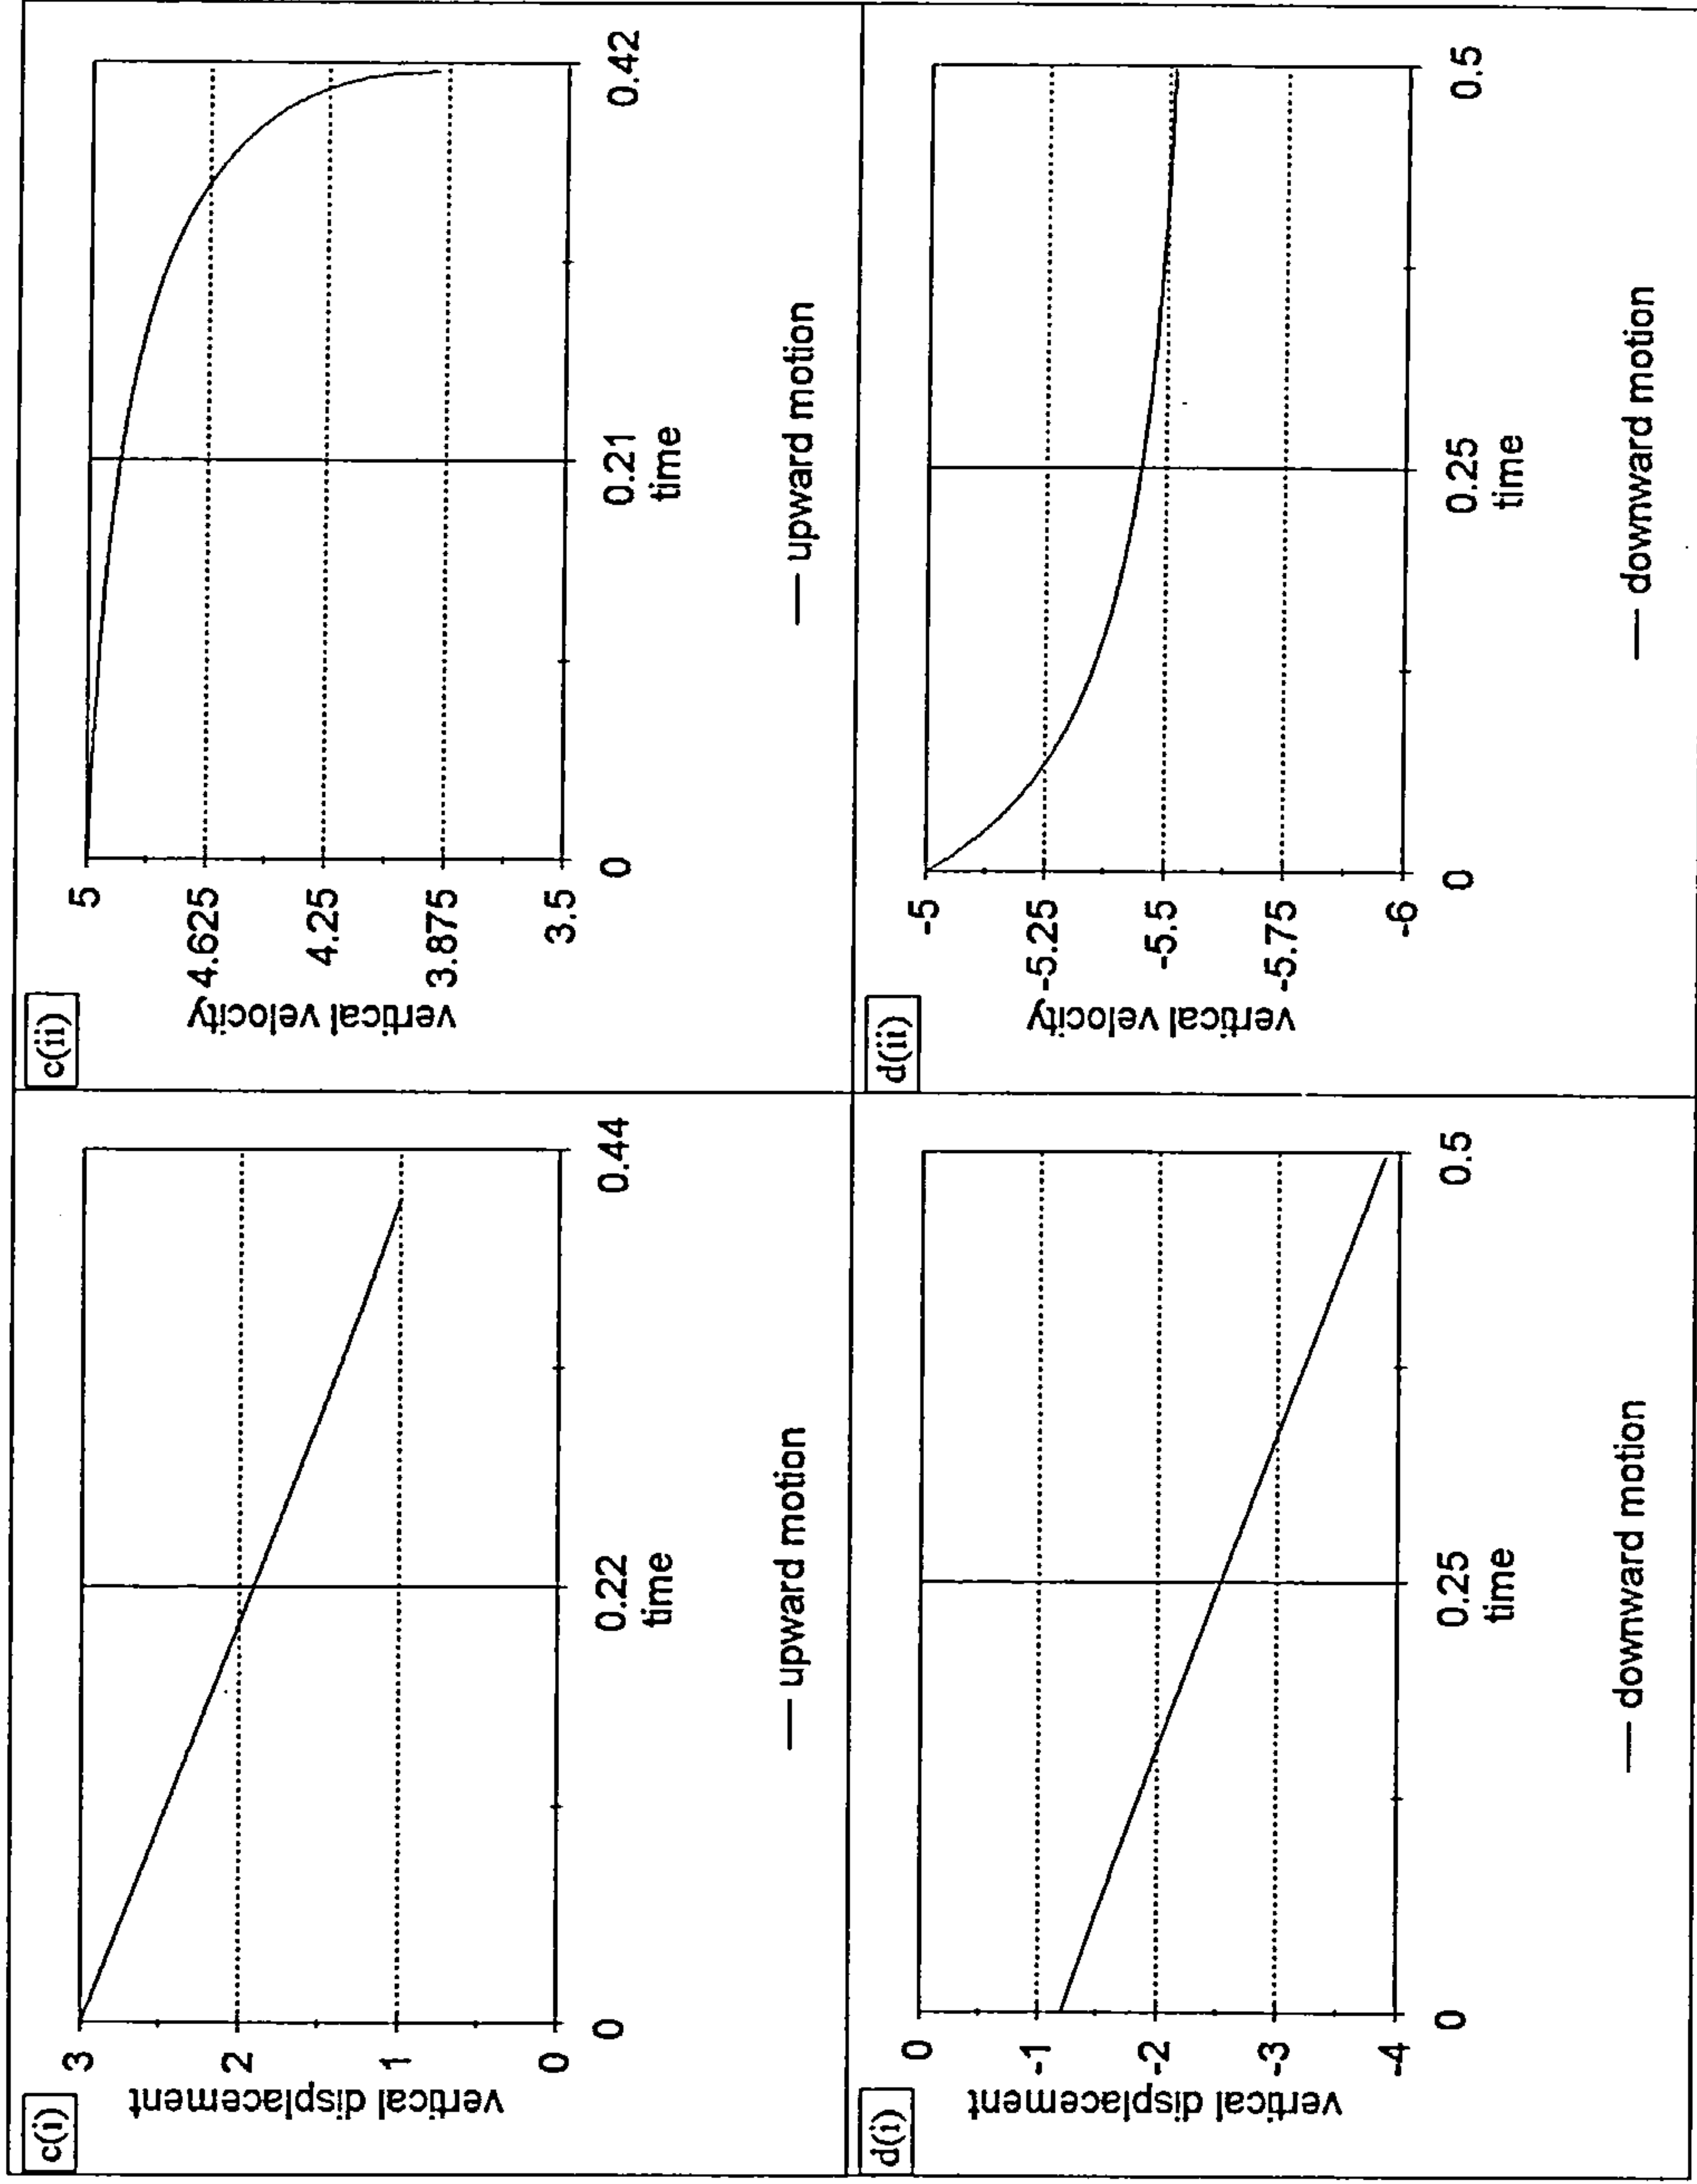 c(i)
vertical displacement
3
2
1
0
0
0.22
0.44
time
— upward motion
c(ii)
vertical velocity
5
4.625
4.25
3.875
3.5
0
0.21
0.42
time
— upward motion
d(i)
vertical displacement
0
-1
-2
-3
-4
0
0.25
0.5
time
— downward motion
d(ii)
vertical velocity
-5
-5.25
-5.5
-5.75
-6
0
0.25
0.5
time
— downward motion